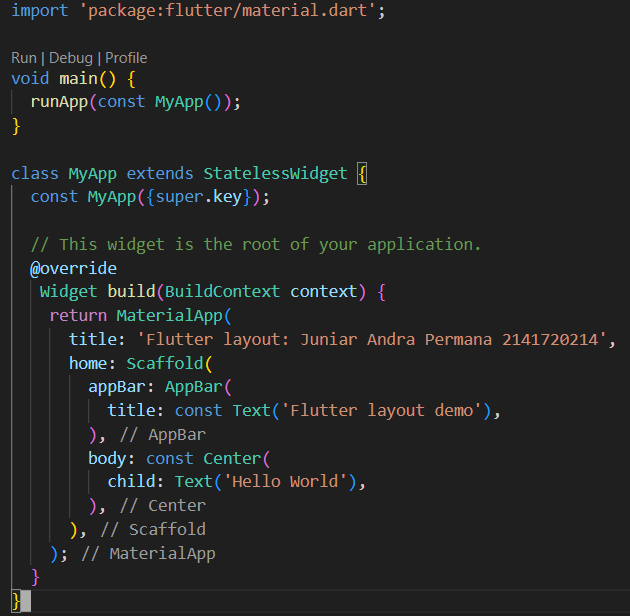 import 'package:flutter/material.dart';
Run | Debug | Profile
void main() {
  runApp(const MyApp());
}
class MyApp extends StatelessWidget {
  const MyApp({super.key});
  // This widget is the root of your application.
  @override
   Widget build(BuildContext context) {
    return MaterialApp(
      title: 'Flutter layout: Juniar Andra Permana 2141720214',
      home: Scaffold(
        appBar: AppBar(
          title: const Text('Flutter layout demo'),
        ), // AppBar
        body: const Center(
          child: Text('Hello World'),
        ), // Center
      ), // Scaffold
    ); // MaterialApp
  }
}